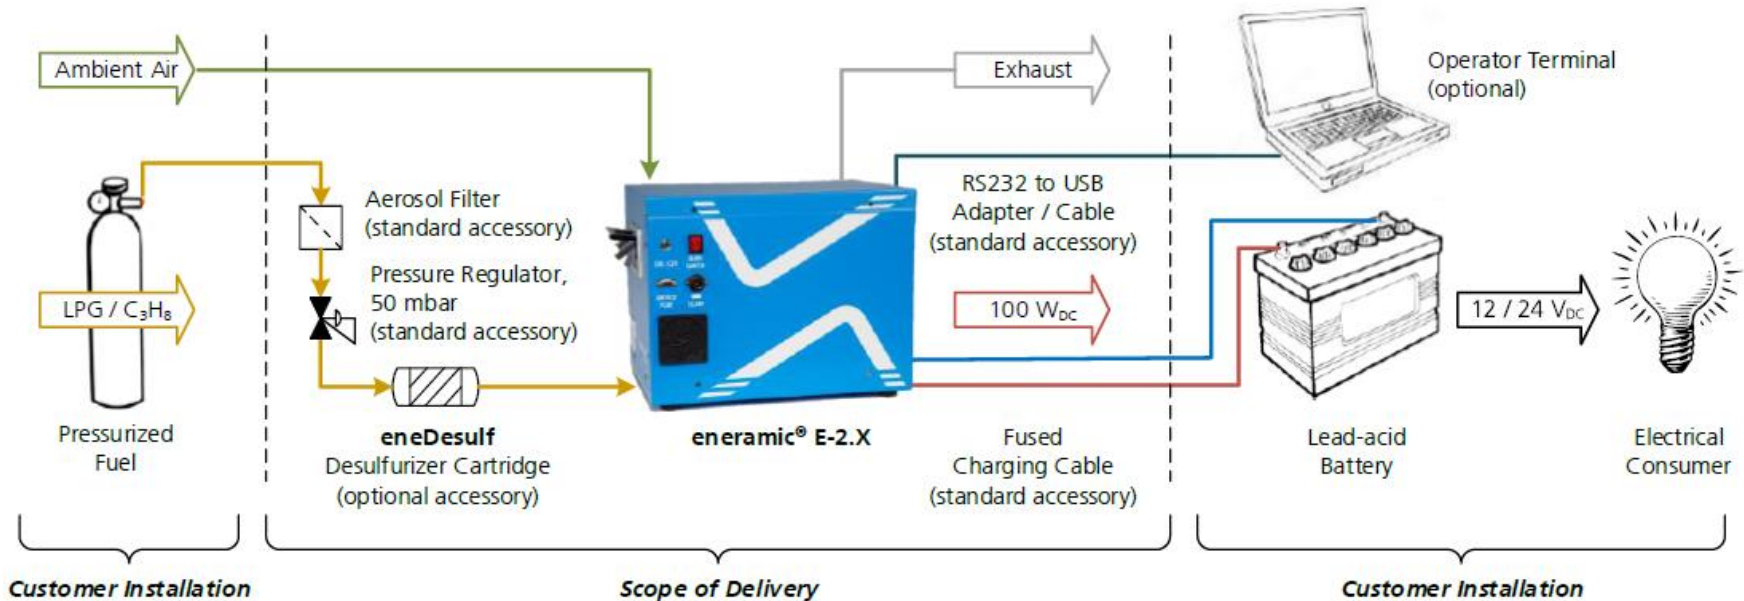 Ambient Air
Exhaust
Operator Terminal
(optional)
Aerosol Filter
(standard accessory)
RS232 to USB
Adapter / Cable
(standard accessory)
Pressure Regulator,
50 mbar
(standard accessory)
LPG / C₃H₈
100 W_DC
12 / 24 V_DC
Pressurized
Fuel
eneDesulf
Desulfurizer Cartridge
(optional accessory)
eneramic® E-2.X
Fused
Charging Cable
(standard accessory)
Lead-acid
Battery
Electrical
Consumer
Customer Installation
Scope of Delivery
Customer Installation